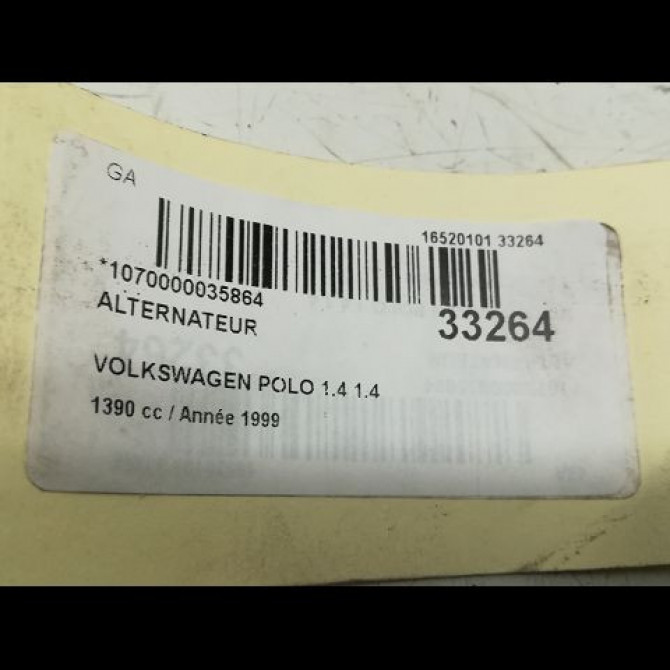 GA
16520101 33264
*1070000035864
ALTERNATEUR
33264
VOLKSWAGEN POLO 1.4 1.4
1390 cc / Année 1999